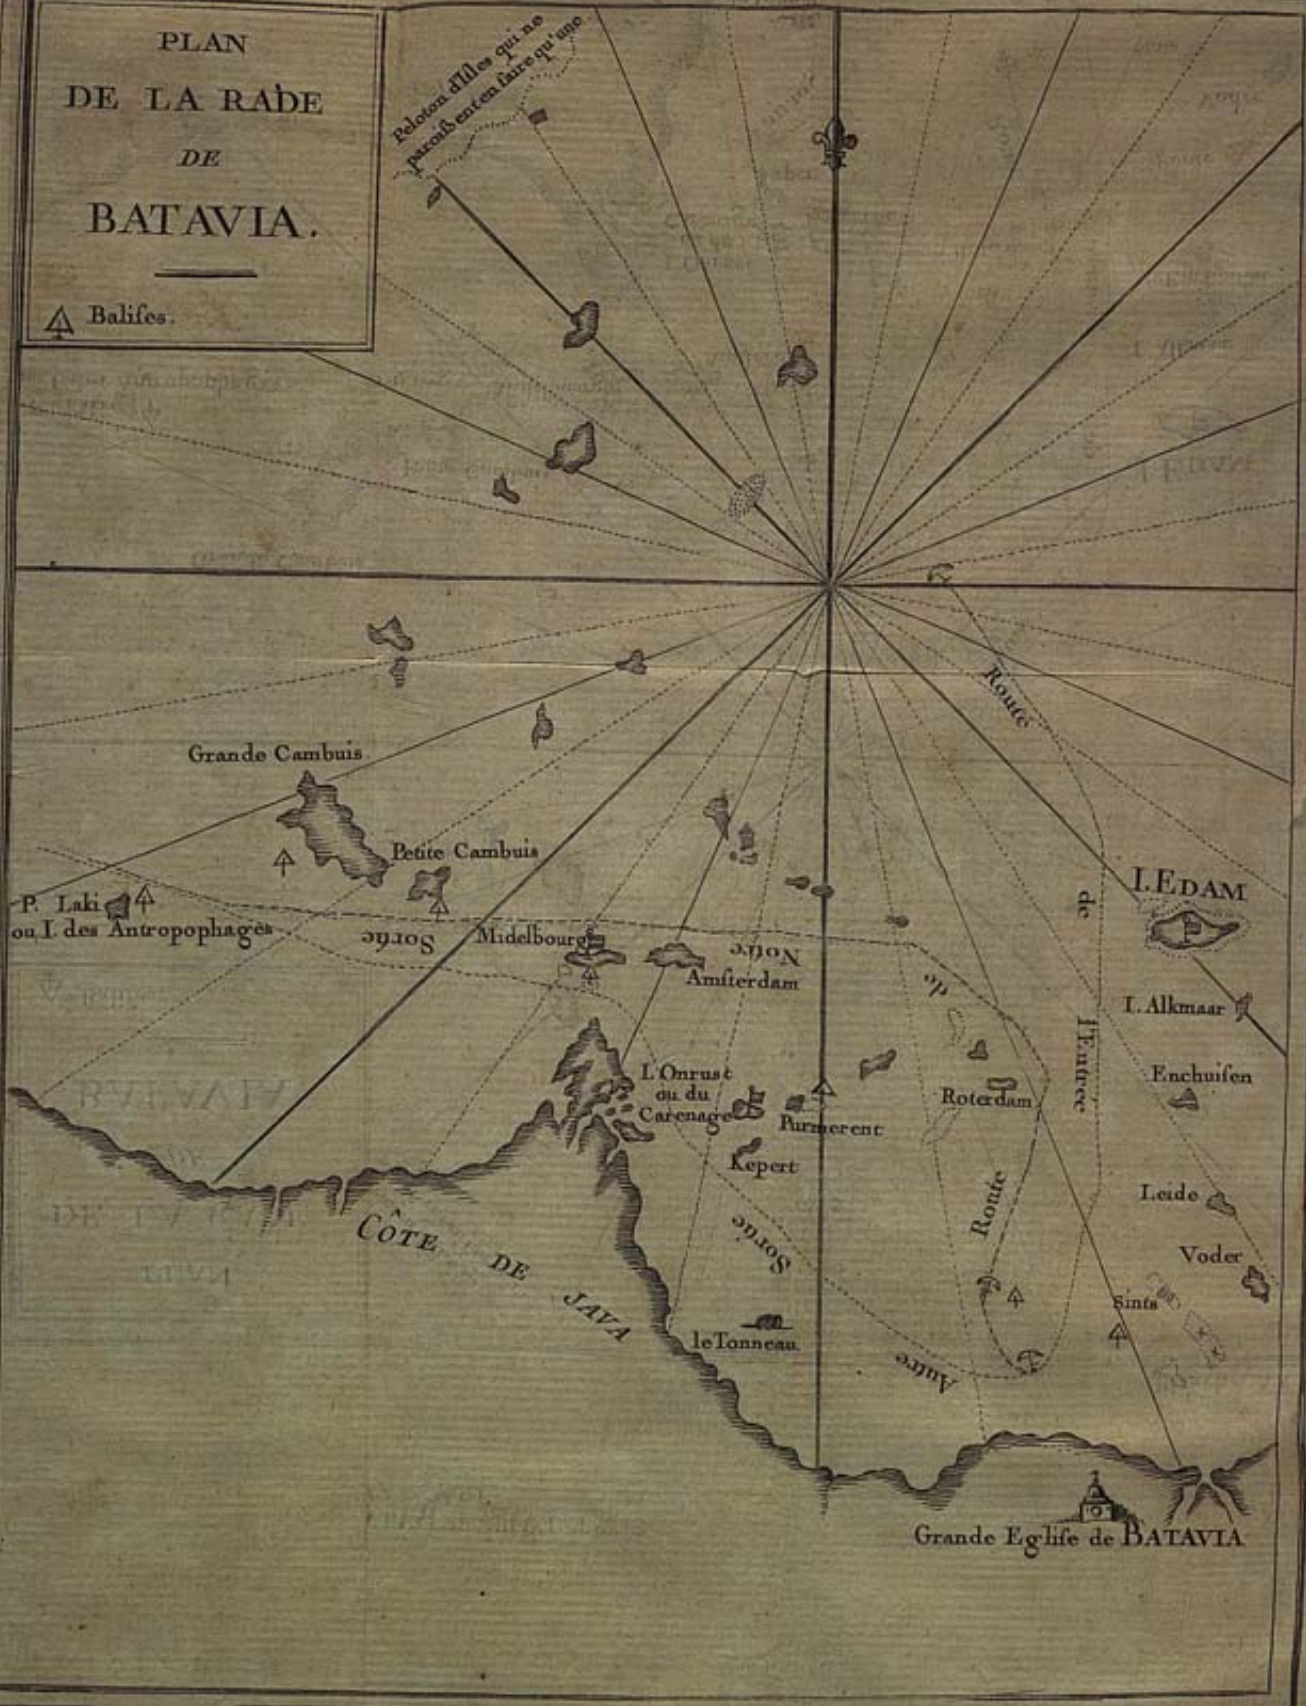 PLAN
DE LA RADE
DE
BATAVIA.
Balises.
Peloton d'Isles qui ne
paroissent en faire qu'une
Route
de
l'Entrée
Grande Cambuis
Petite Cambuis
P. Laki
ou I. des Antropophages
Sortie
Notre
de
Route
Midelbourg
Amsterdam
I. EDAM
I. Alkmaar
Enchuisen
L'Onrust
ou du
Carenage
Purmerent
Roterdam
Kepert
Leide
Voder
Sints
CÔTE DE JAVA
Autre
Sortie
le Tonneau
Grande Eglise de BATAVIA